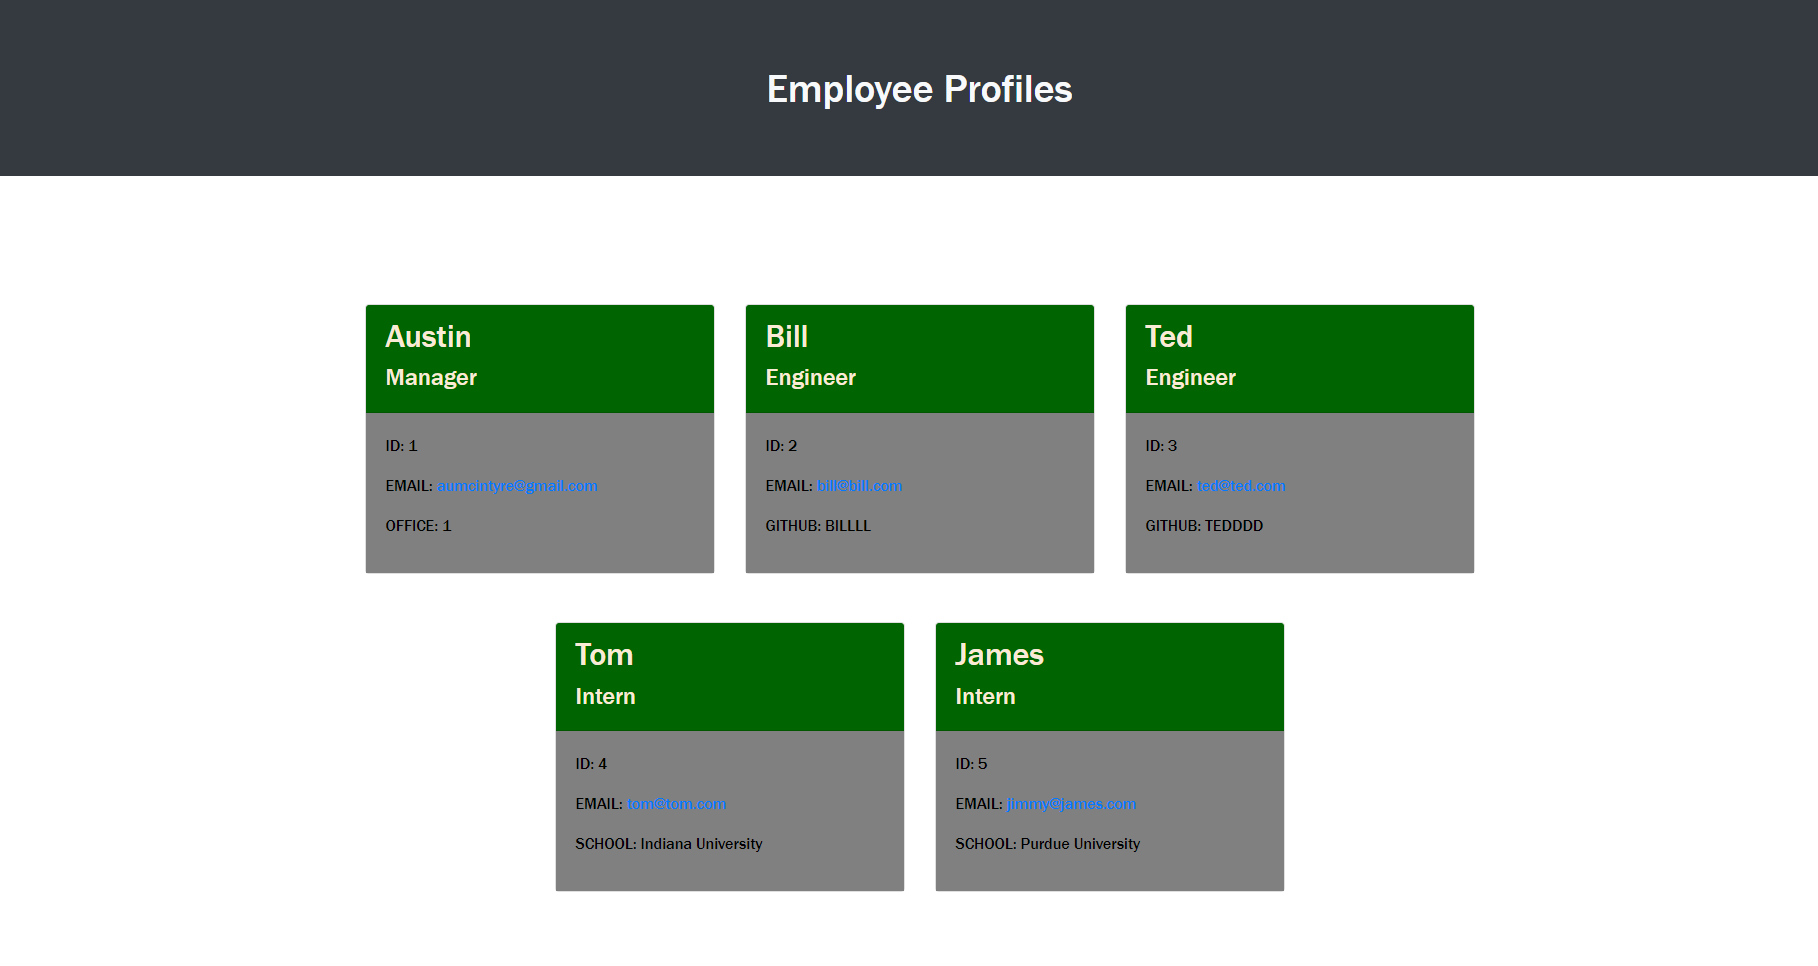 Employee Profiles
Austin
Manager
ID: 1
EMAIL: aumcintyre@gmail.com
OFFICE: 1
Bill
Engineer
ID: 2
EMAIL: bill@bill.com
GITHUB: BILLLL
Ted
Engineer
ID: 3
EMAIL: ted@ted.com
GITHUB: TEDDDD
Tom
Intern
ID: 4
EMAIL: tom@tom.com
SCHOOL: Indiana University
James
Intern
ID: 5
EMAIL: jimmy@james.com
SCHOOL: Purdue University